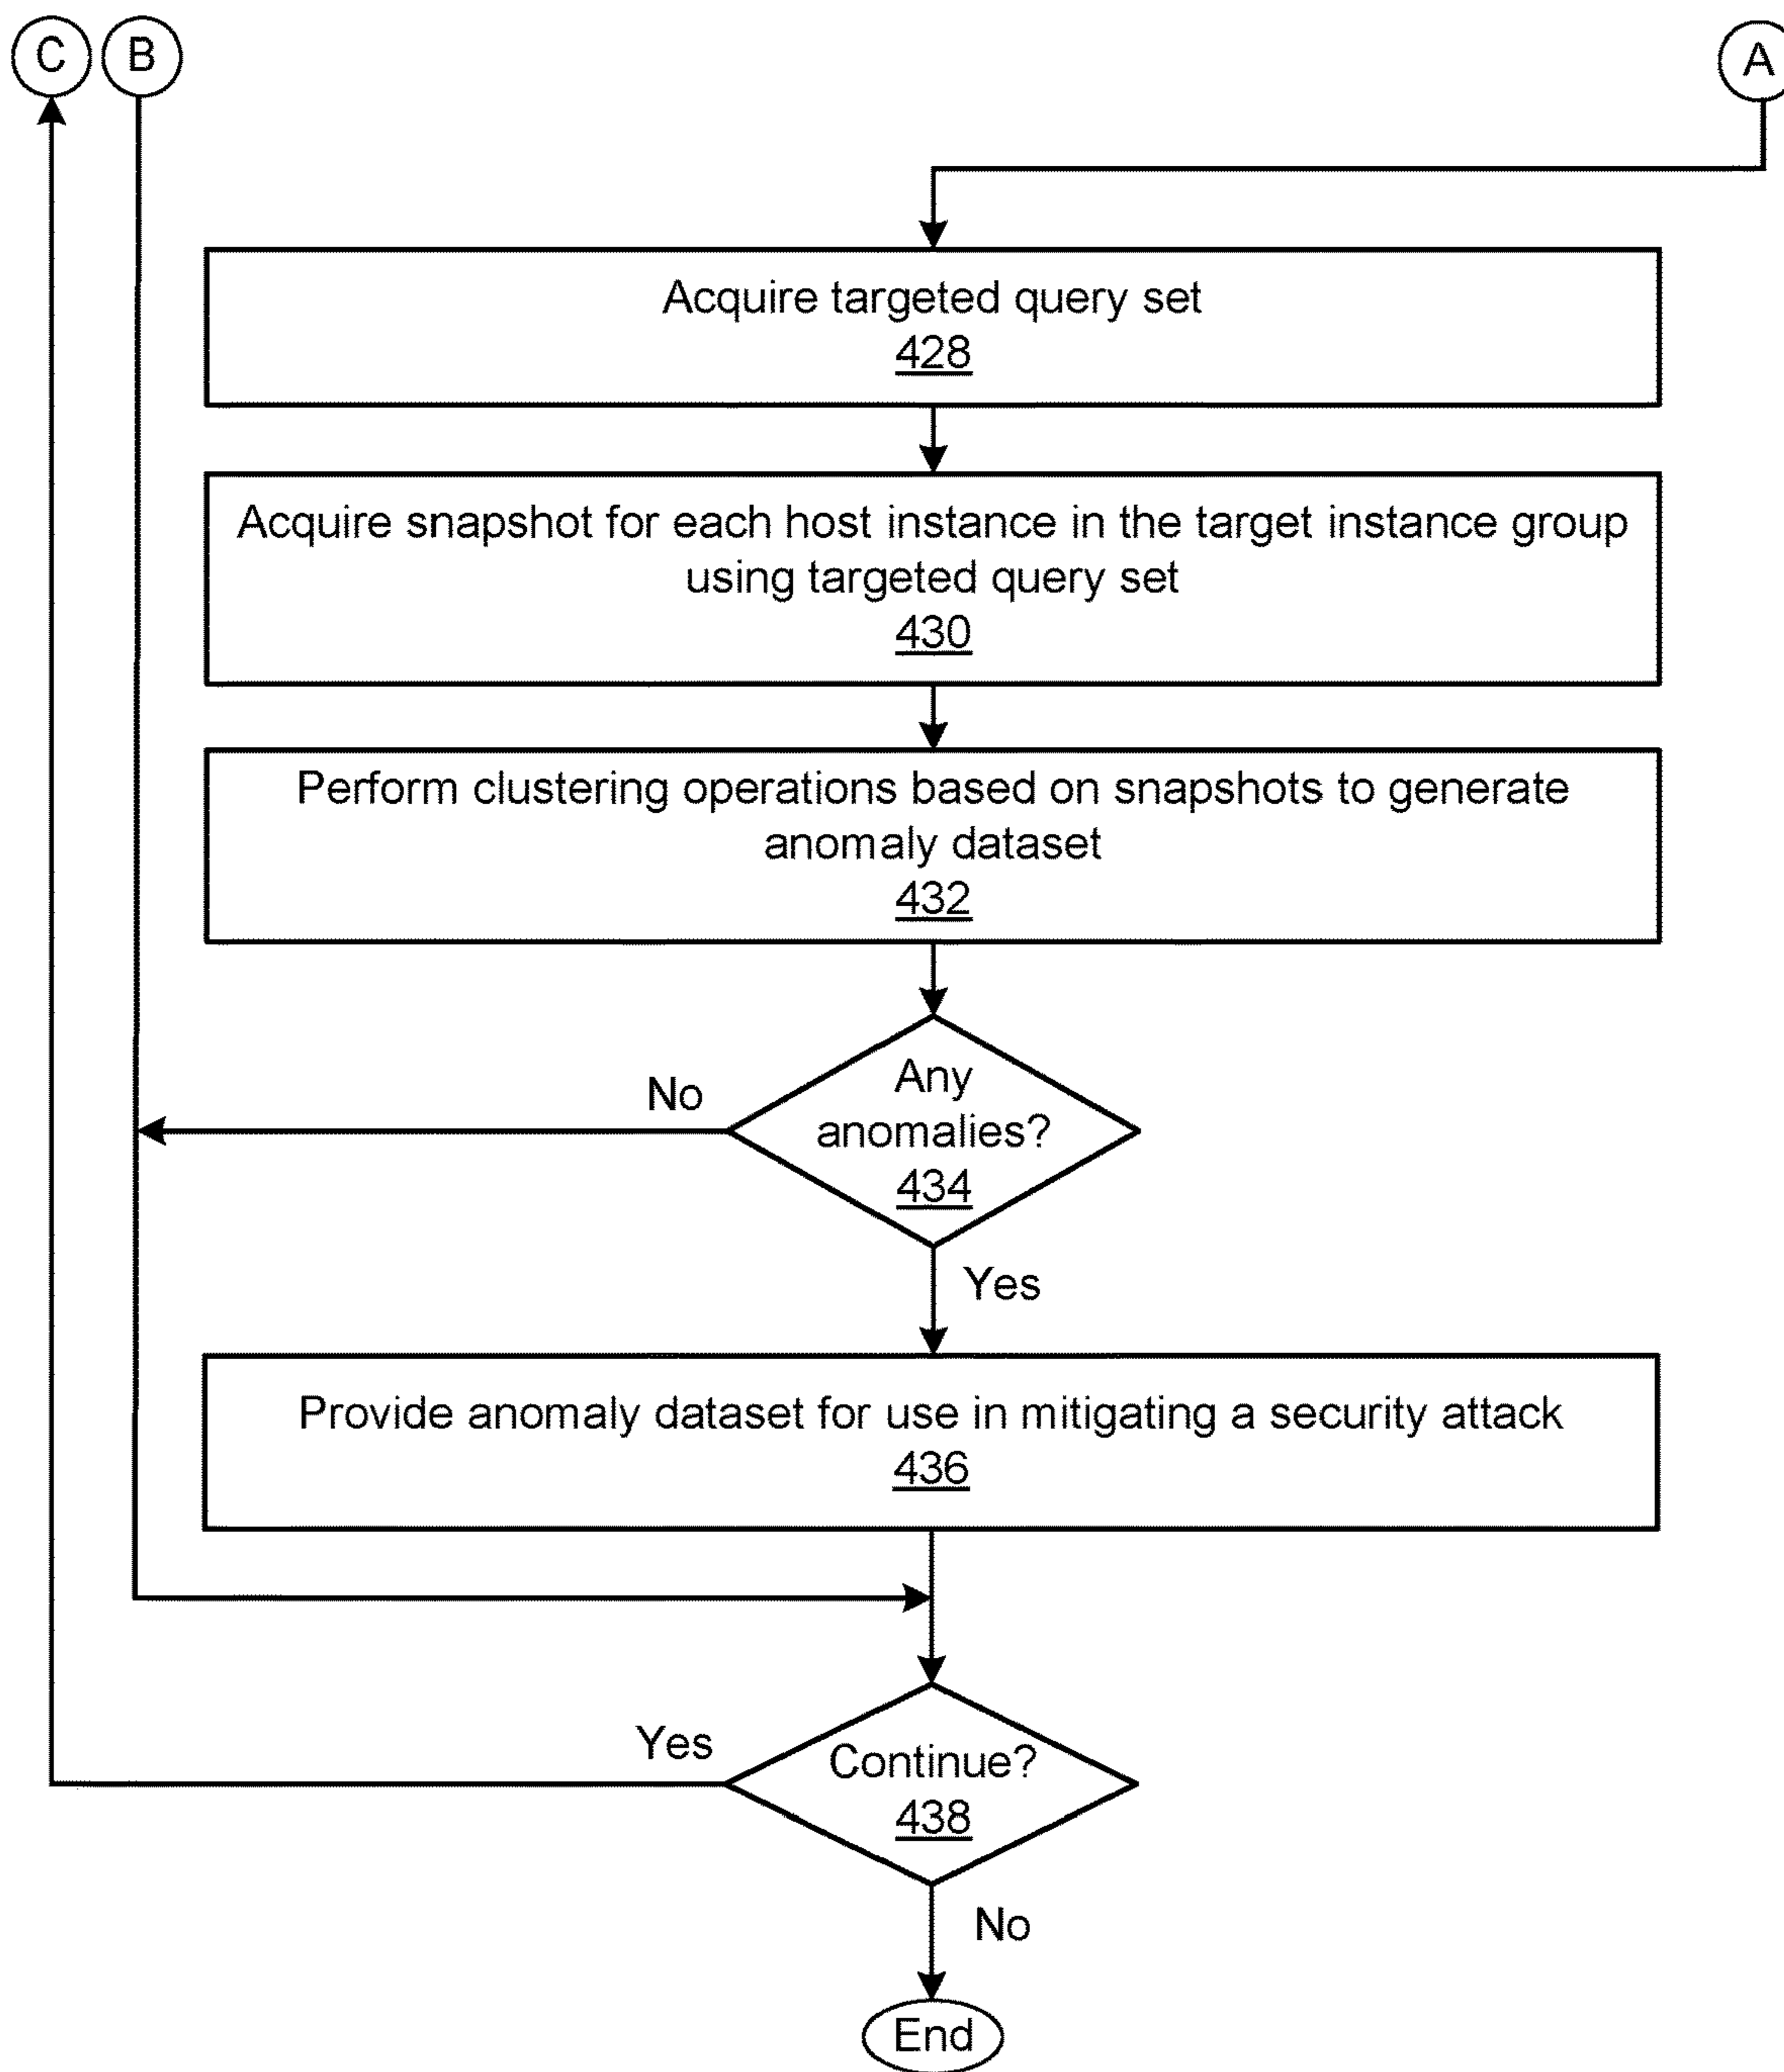 C
B
A
Acquire targeted query set
428
Acquire snapshot for each host instance in the target instance group
using targeted query set
430
Perform clustering operations based on snapshots to generate
anomaly dataset
432
Any
anomalies?
434
No
Yes
Provide anomaly dataset for use in mitigating a security attack
436
Yes
Continue?
438
No
End